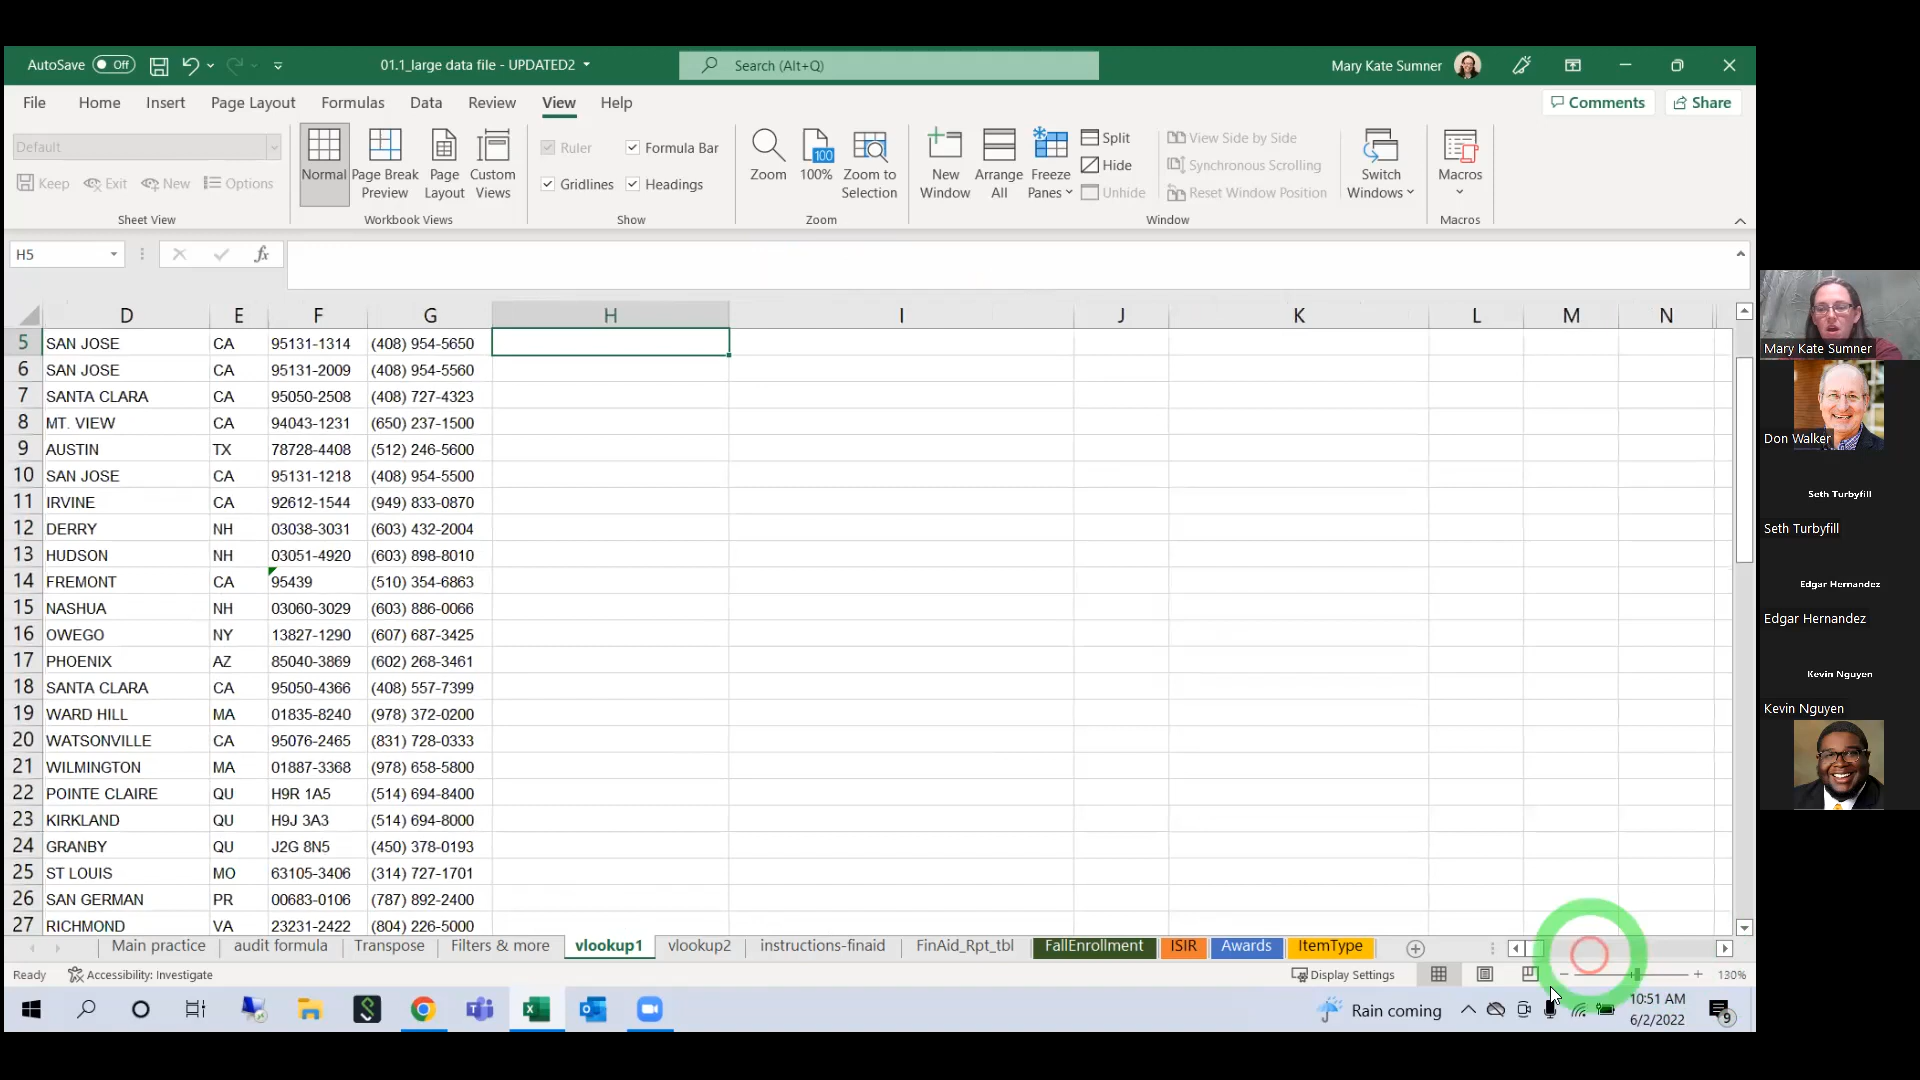 AutoSave Off 01.1_large data file - UPDATED2 Search (Alt+Q) Mary Kate Sumner
File Home Insert Page Layout Formulas Data Review View Help Comments Share
Default
Keep Exit New Options
Sheet View
Normal Page Break Preview Page Layout Custom Views
Workbook Views
Ruler Formula Bar
Gridlines Headings
Show
Zoom 100 100% Zoom to Selection
Zoom
New Window Arrange All Freeze Panes
Split
Hide
Unhide
View Side by Side
Synchronous Scrolling
Reset Window Position
Switch Windows
Window
Macros
Macros
H5 fx
D E F G H I J K L M N
5 SAN JOSE CA 95131-1314 (408) 954-5650
6 SAN JOSE CA 95131-2009 (408) 954-5560
7 SANTA CLARA CA 95050-2508 (408) 727-4323
8 MT. VIEW CA 94043-1231 (650) 237-1500
9 AUSTIN TX 78728-4408 (512) 246-5600
10 SAN JOSE CA 95131-1218 (408) 954-5500
11 IRVINE CA 92612-1544 (949) 833-0870
12 DERRY NH 03038-3031 (603) 432-2004
13 HUDSON NH 03051-4920 (603) 898-8010
14 FREMONT CA 95439 (510) 354-6863
15 NASHUA NH 03060-3029 (603) 886-0066
16 OWEGO NY 13827-1290 (607) 687-3425
17 PHOENIX AZ 85040-3869 (602) 268-3461
18 SANTA CLARA CA 95050-4366 (408) 557-7399
19 WARD HILL MA 01835-8240 (978) 372-0200
20 WATSONVILLE CA 95076-2465 (831) 728-0333
21 WILMINGTON MA 01887-3368 (978) 658-5800
22 POINTE CLAIRE QU H9R 1A5 (514) 694-8400
23 KIRKLAND QU H9J 3A3 (514) 694-8000
24 GRANBY QU J2G 8N5 (450) 378-0193
25 ST LOUIS MO 63105-3406 (314) 727-1701
26 SAN GERMAN PR 00683-0106 (787) 892-2400
27 RICHMOND VA 23231-2422 (804) 226-5000
Main practice audit formula Transpose Filters & more vlookup1 vlookup2 instructions-finaid FinAid_Rpt_tbl FallEnrollment ISIR Awards ItemType
Ready Accessibility: Investigate Display Settings 130%
Rain coming 10:51 AM
6/2/2022
9
Mary Kate Sumner
Don Walker
Seth Turbyfill
Seth Turbyfill
Edgar Hernandez
Edgar Hernandez
Kevin Nguyen
Kevin Nguyen